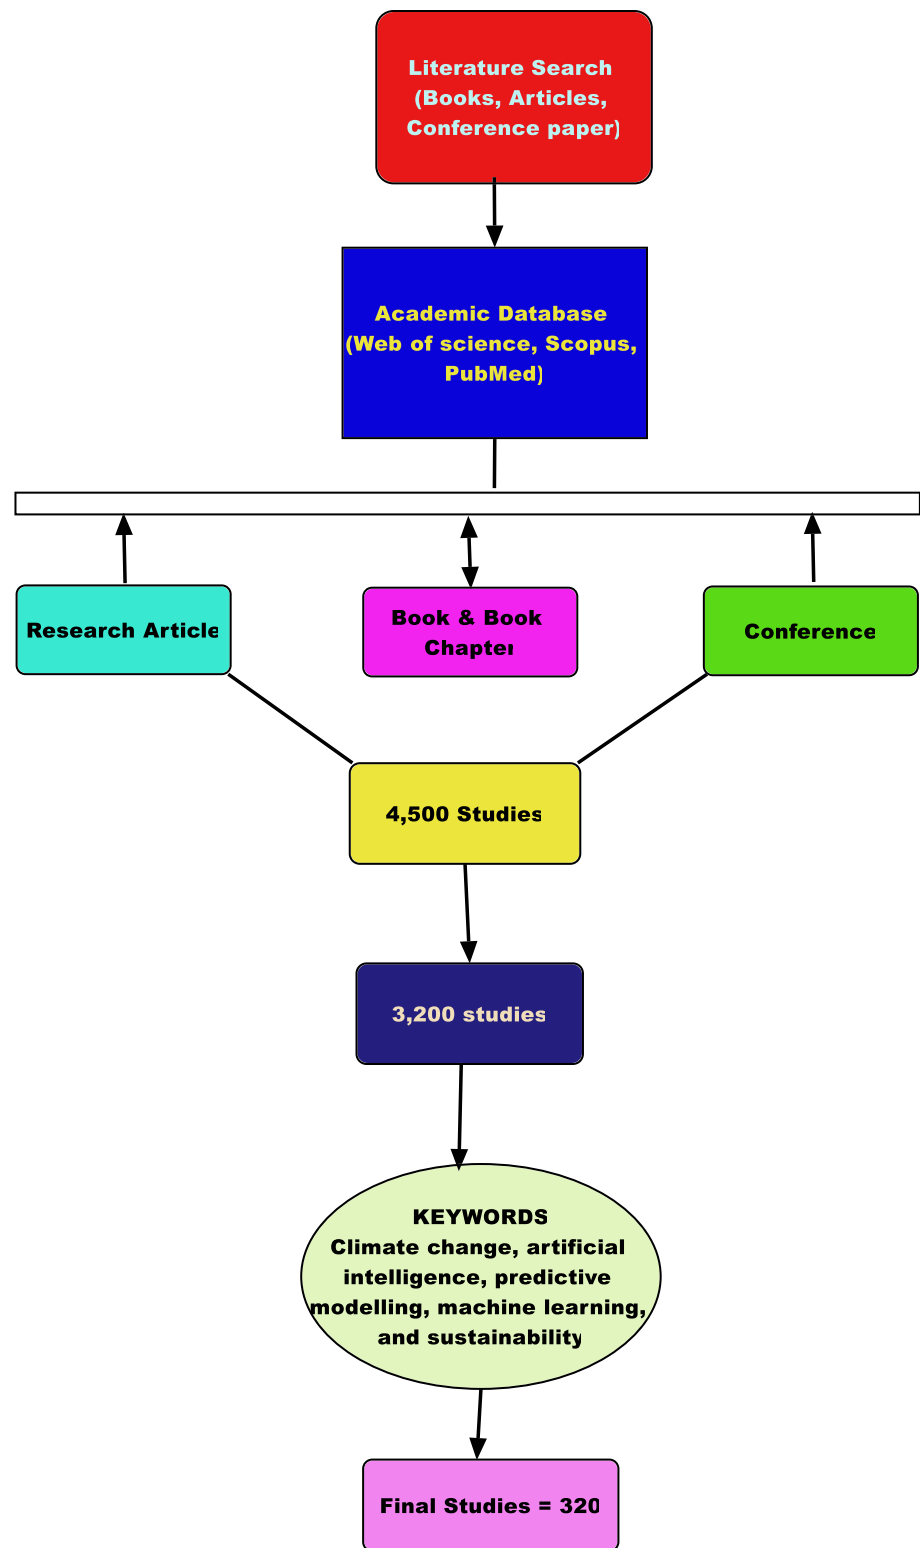 Literature Search
(Books, Articles,
Conference paper)
Academic Database
(Web of science, Scopus,
PubMed)
Research Article
Book & Book
Chapter
Conference
4,500 Studies
3,200 studies
KEYWORDS
Climate change, artificial
intelligence, predictive
modelling, machine learning,
and sustainability
Final Studies = 320